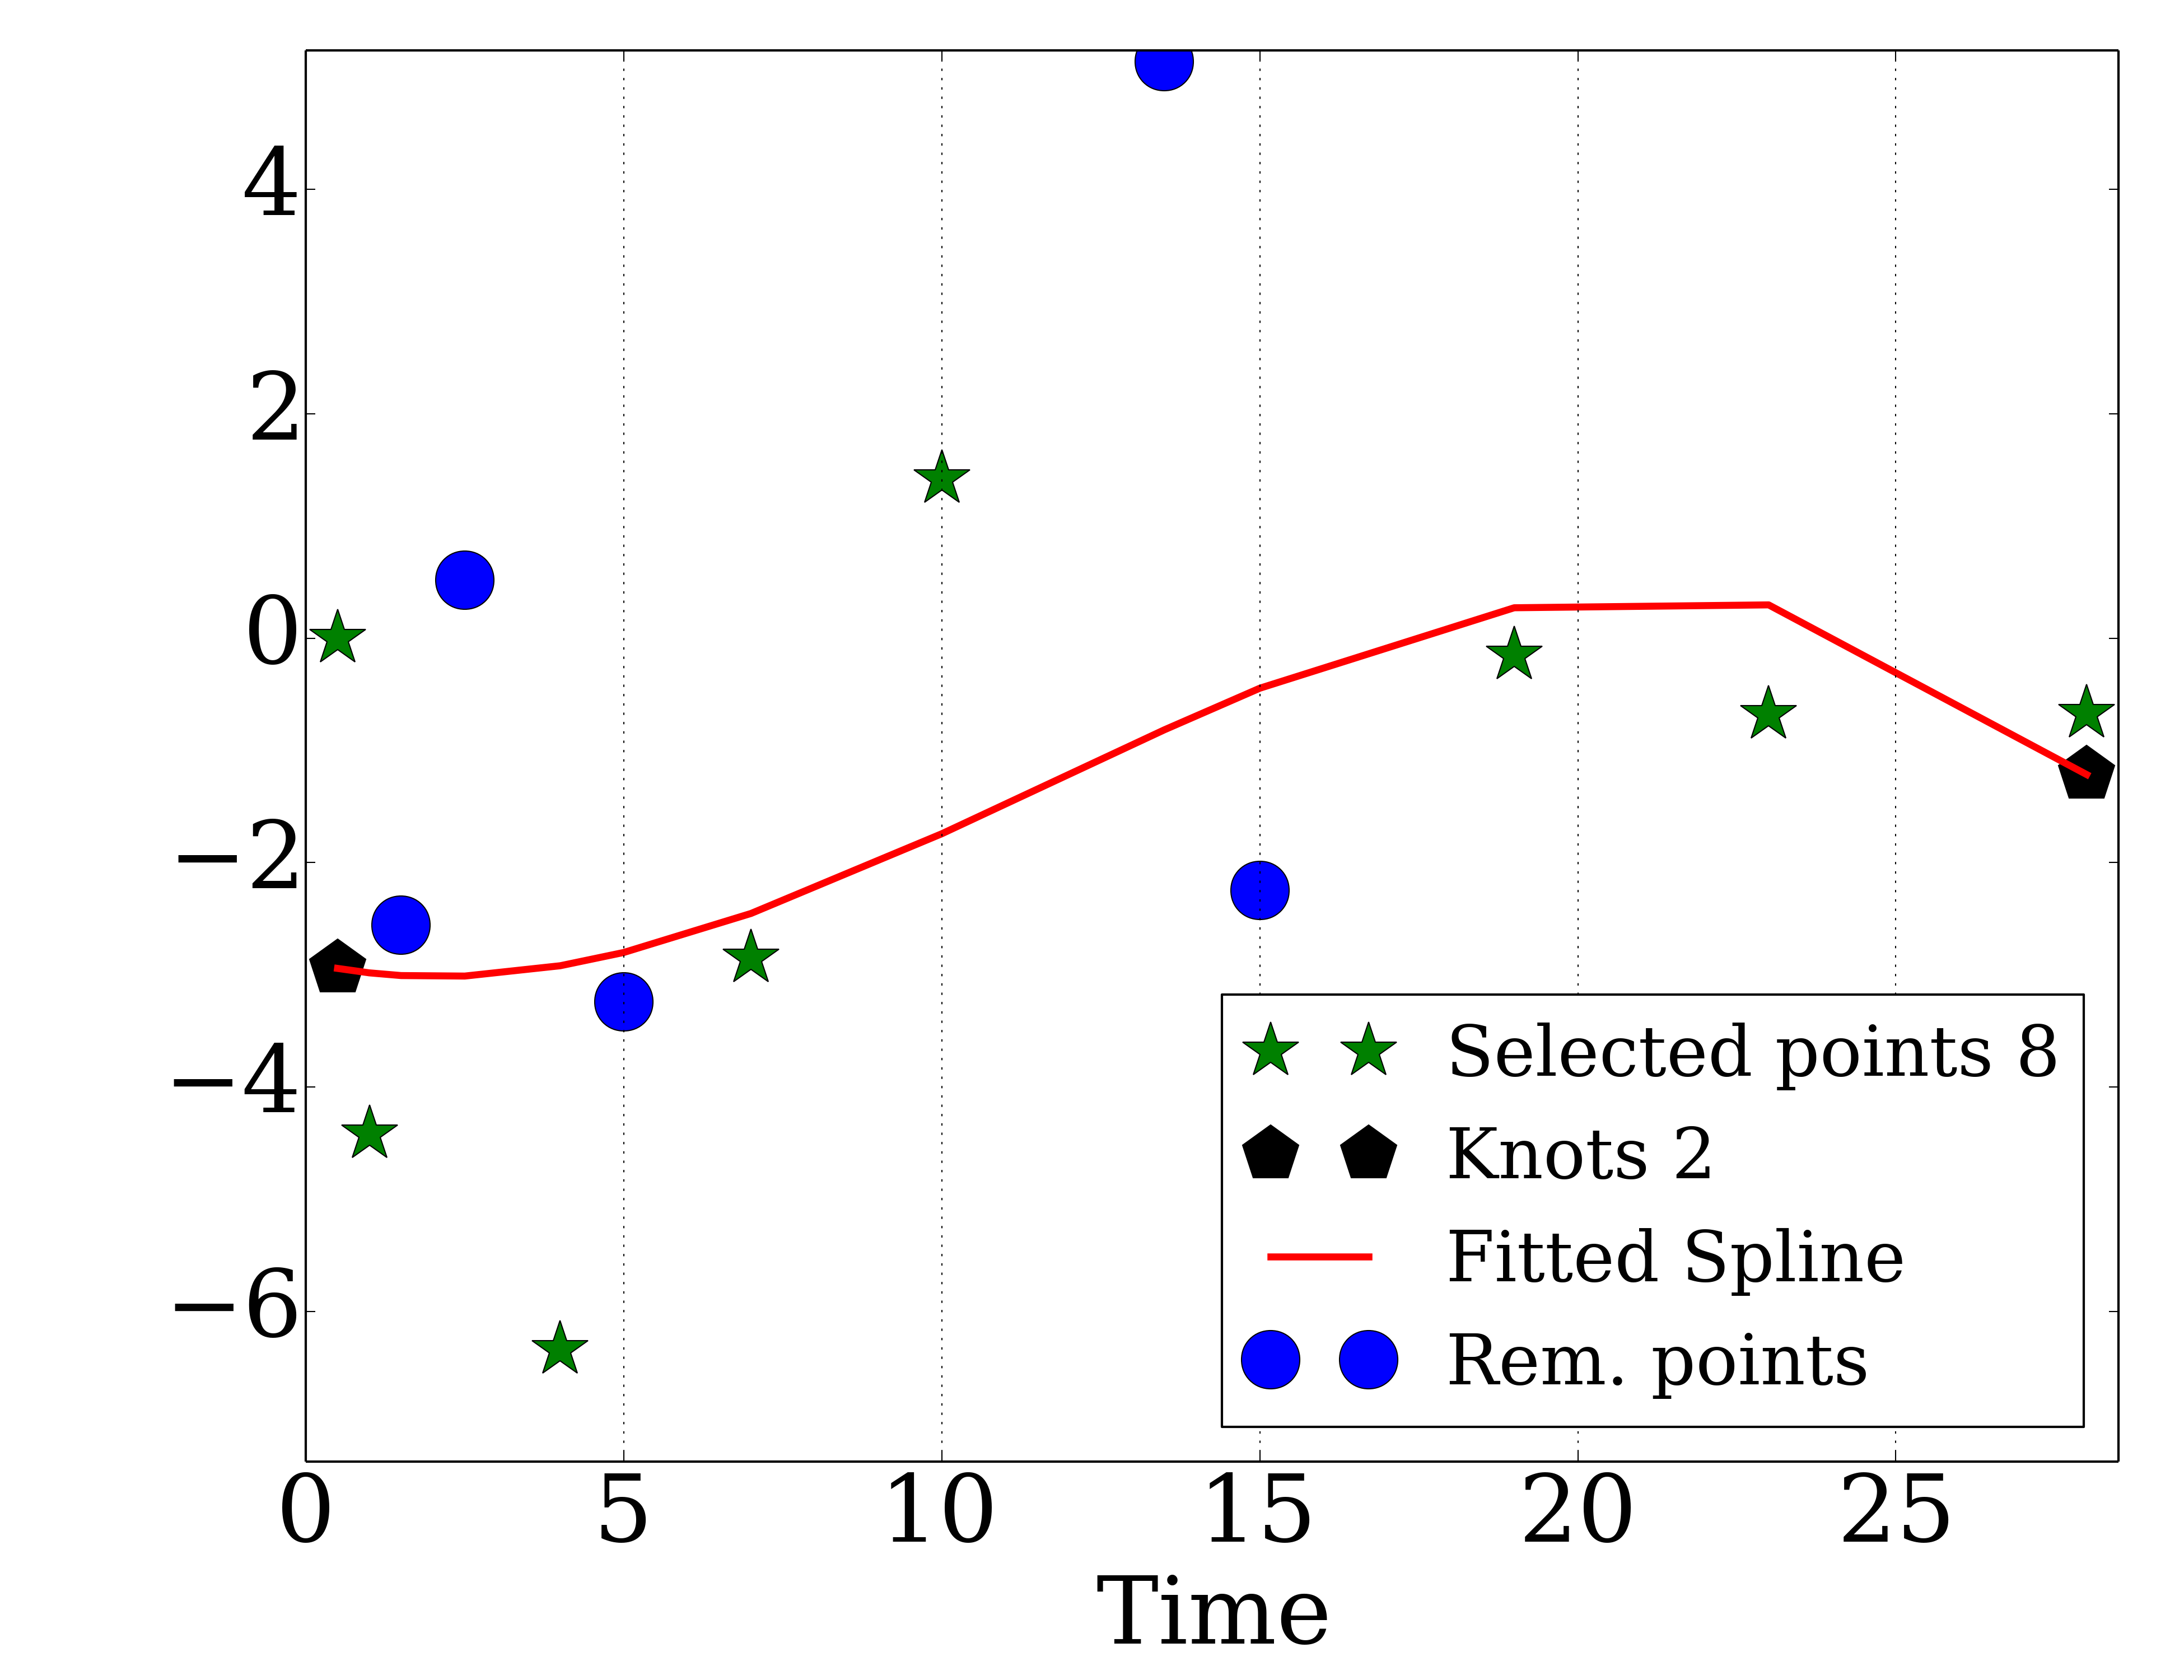 4
2
0
−2
−4
−6
0 5 10 15 20 25
Time
Selected points 8
Knots 2
Fitted Spline
Rem. points